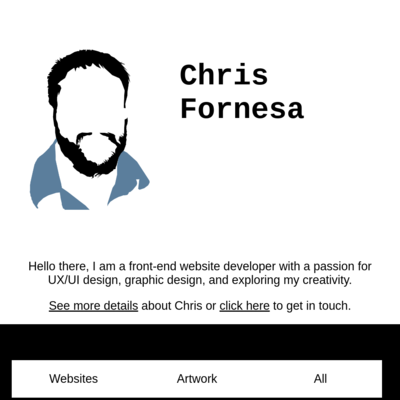 Chris
Fornesa
Hello there, I am a front-end website developer with a passion for
UX/UI design, graphic design, and exploring my creativity.
See more details about Chris or click here to get in touch.
Websites Artwork All